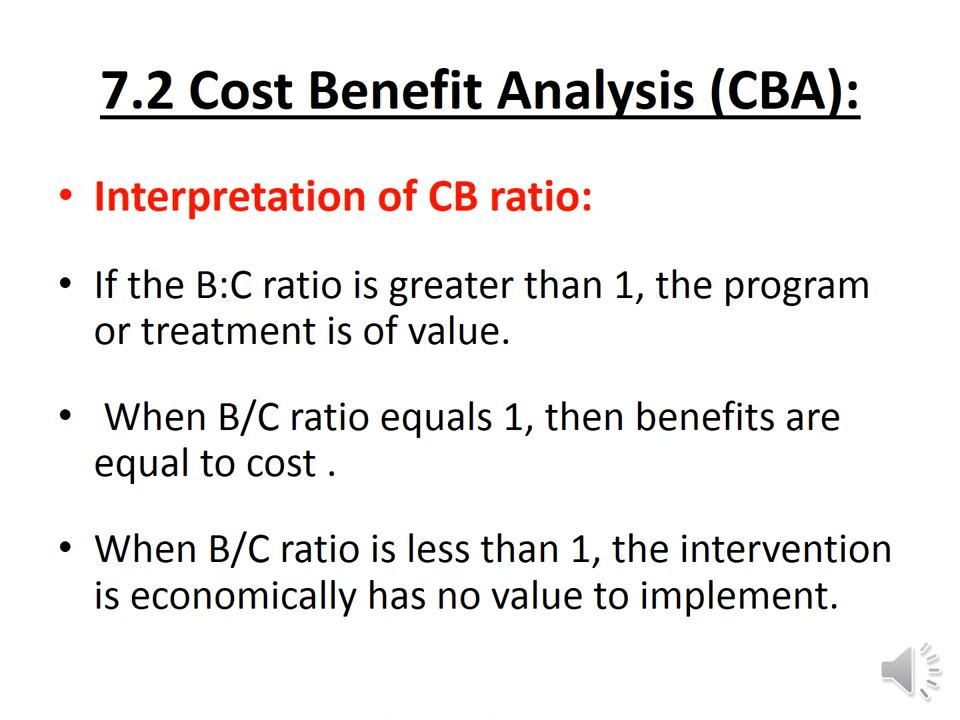 7.2 Cost Benefit Analysis (CBA):
• Interpretation of CB ratio:
• If the B:C ratio is greater than 1, the program
or treatment is of value.
• When B/C ratio equals 1, then benefits are
equal to cost .
• When B/C ratio is less than 1, the intervention
is economically has no value to implement.